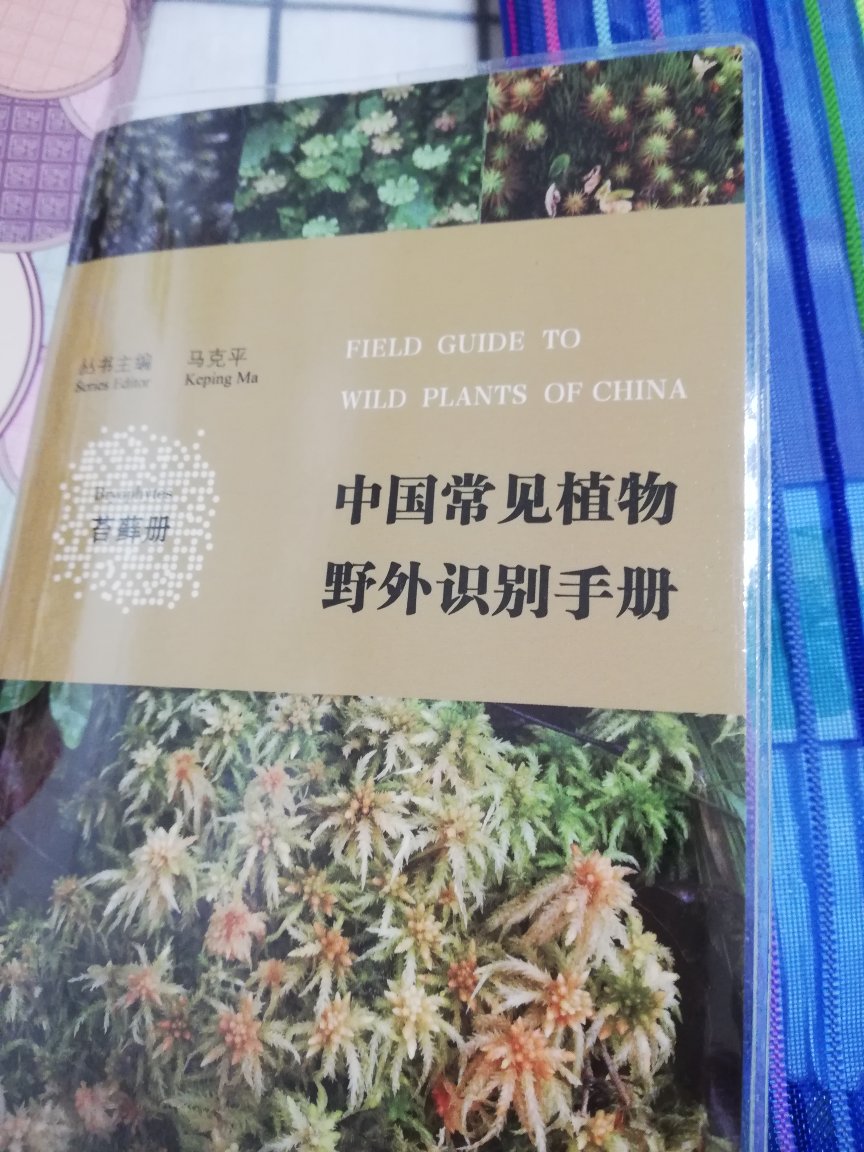 FIELD GUIDE TO
WILD PLANTS OF CHINA
丛书主编 马克平
Series Editor Keping Ma
Bryophytes
苔藓册
中国常见植物
野外识别手册